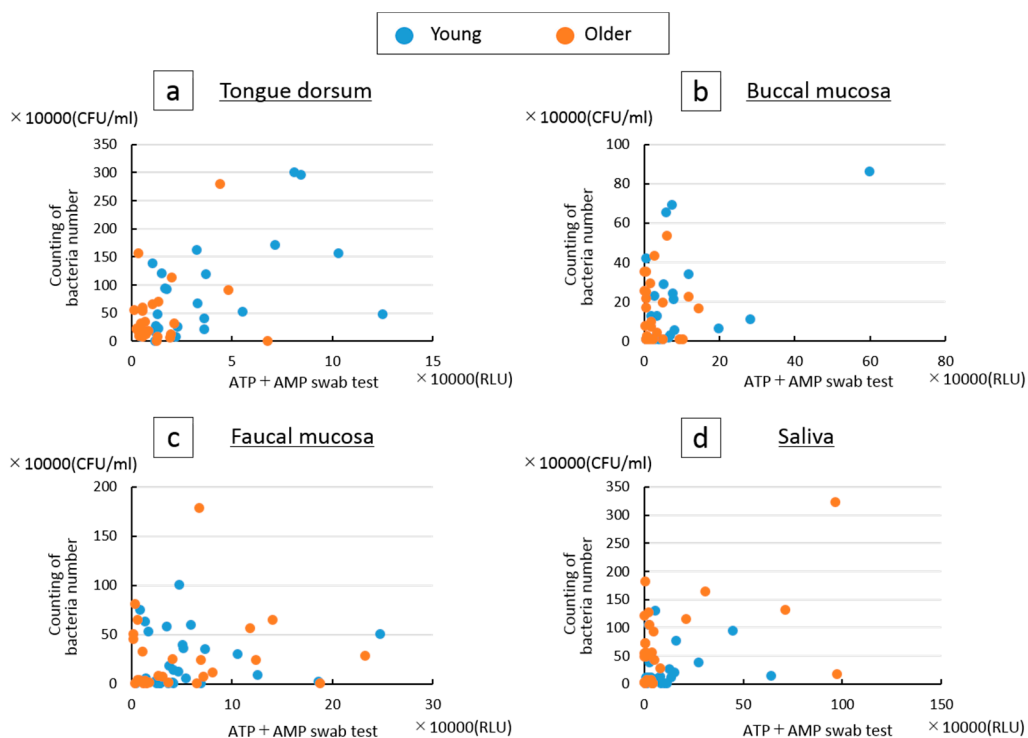 Young Older
a Tongue dorsum
×10000(CFU/ml)
Counting of
bacteria number
350
300
250
200
150
100
50
0
0 5 10 15
ATP+AMP swab test ×10000(RLU)
b Buccal mucosa
×10000(CFU/ml)
Counting of
bacteria number
100
80
60
40
20
0
0 20 40 60 80
ATP+AMP swab test ×10000(RLU)
c Faucal mucosa
×10000(CFU/ml)
Counting of
bacteria number
200
150
100
50
0
0 10 20 30
ATP+AMP swab test ×10000(RLU)
d Saliva
×10000(CFU/ml)
Counting of
bacteria number
350
300
250
200
150
100
50
0
0 50 100 150
ATP+AMP swab test ×10000(RLU)